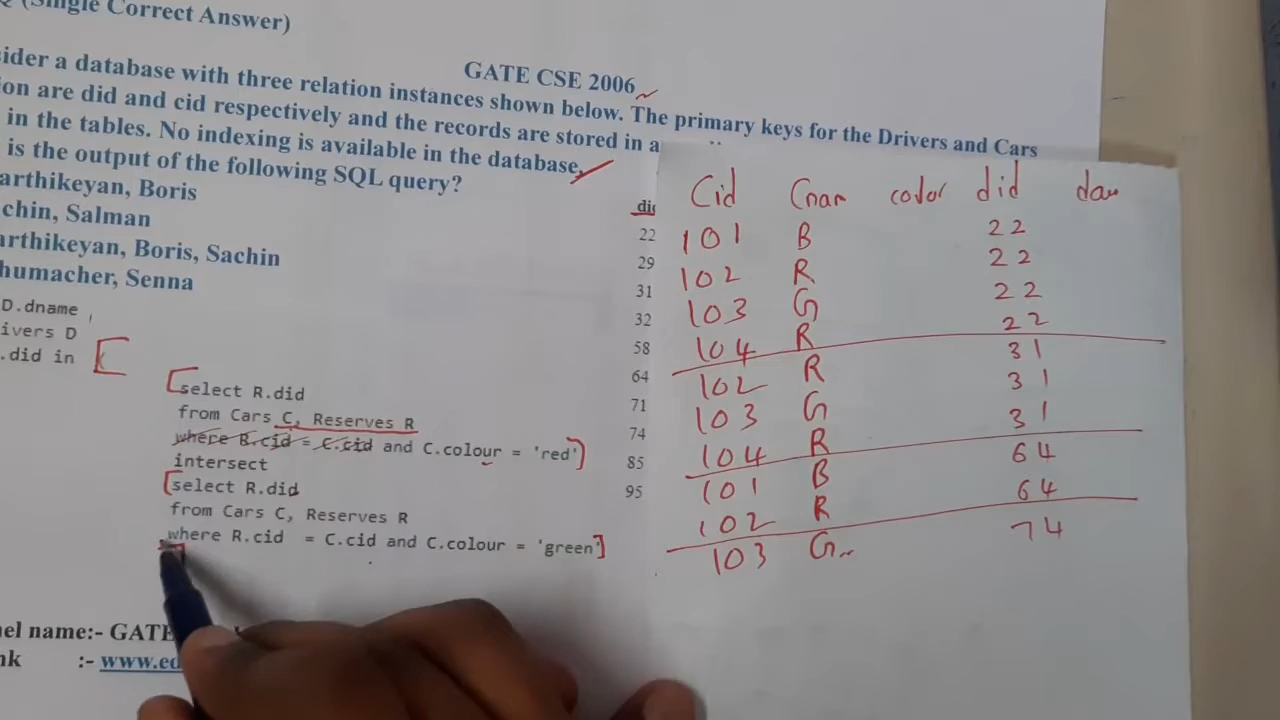 (Single Correct Answer)
GATE CSE 2006
ider a database with three relation instances shown below. The primary keys for the Drivers and Cars
ion are did and cid respectively and the records are stored in a
in the tables. No indexing is available in the database.
is the output of the following SQL query?
arthikeyan, Boris
chin, Salman
arthikeyan, Boris, Sachin
humacher, Senna
D.dname
ivers D
.did in (
select R.did
from Cars C, Reserves R
where R.cid = C.cid and C.colour = 'red'
intersect
select R.did
from Cars C, Reserves R
where R.cid = C.cid and C.colour = 'green'
nel name:- GATE
nk :- www.ed
did
22
29
31
32
58
64
71
74
85
95
Cid Cnam color did
101 B 22
102 R 22
103 G 22
104 R 22
102 R 31
103 G 31
104 R 31
101 B 64
102 R 64
103 G 74